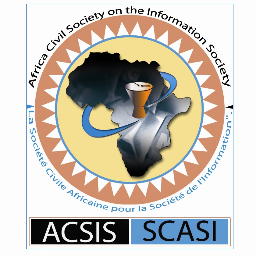 Africa Civil Society on the Information Society
"La Société Civile Africaine pour la Société de l'Information".
ACSIS SCASI